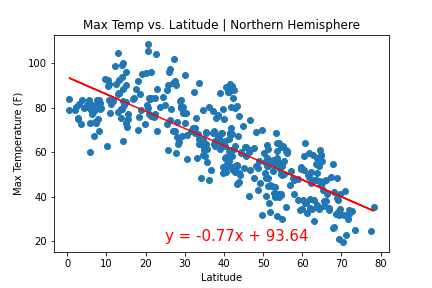 Max Temp vs. Latitude | Northern Hemisphere
Max Temperature (F)
100
80
60
40
20
y = -0.77x + 93.64
0 10 20 30 40 50 60 70 80
Latitude